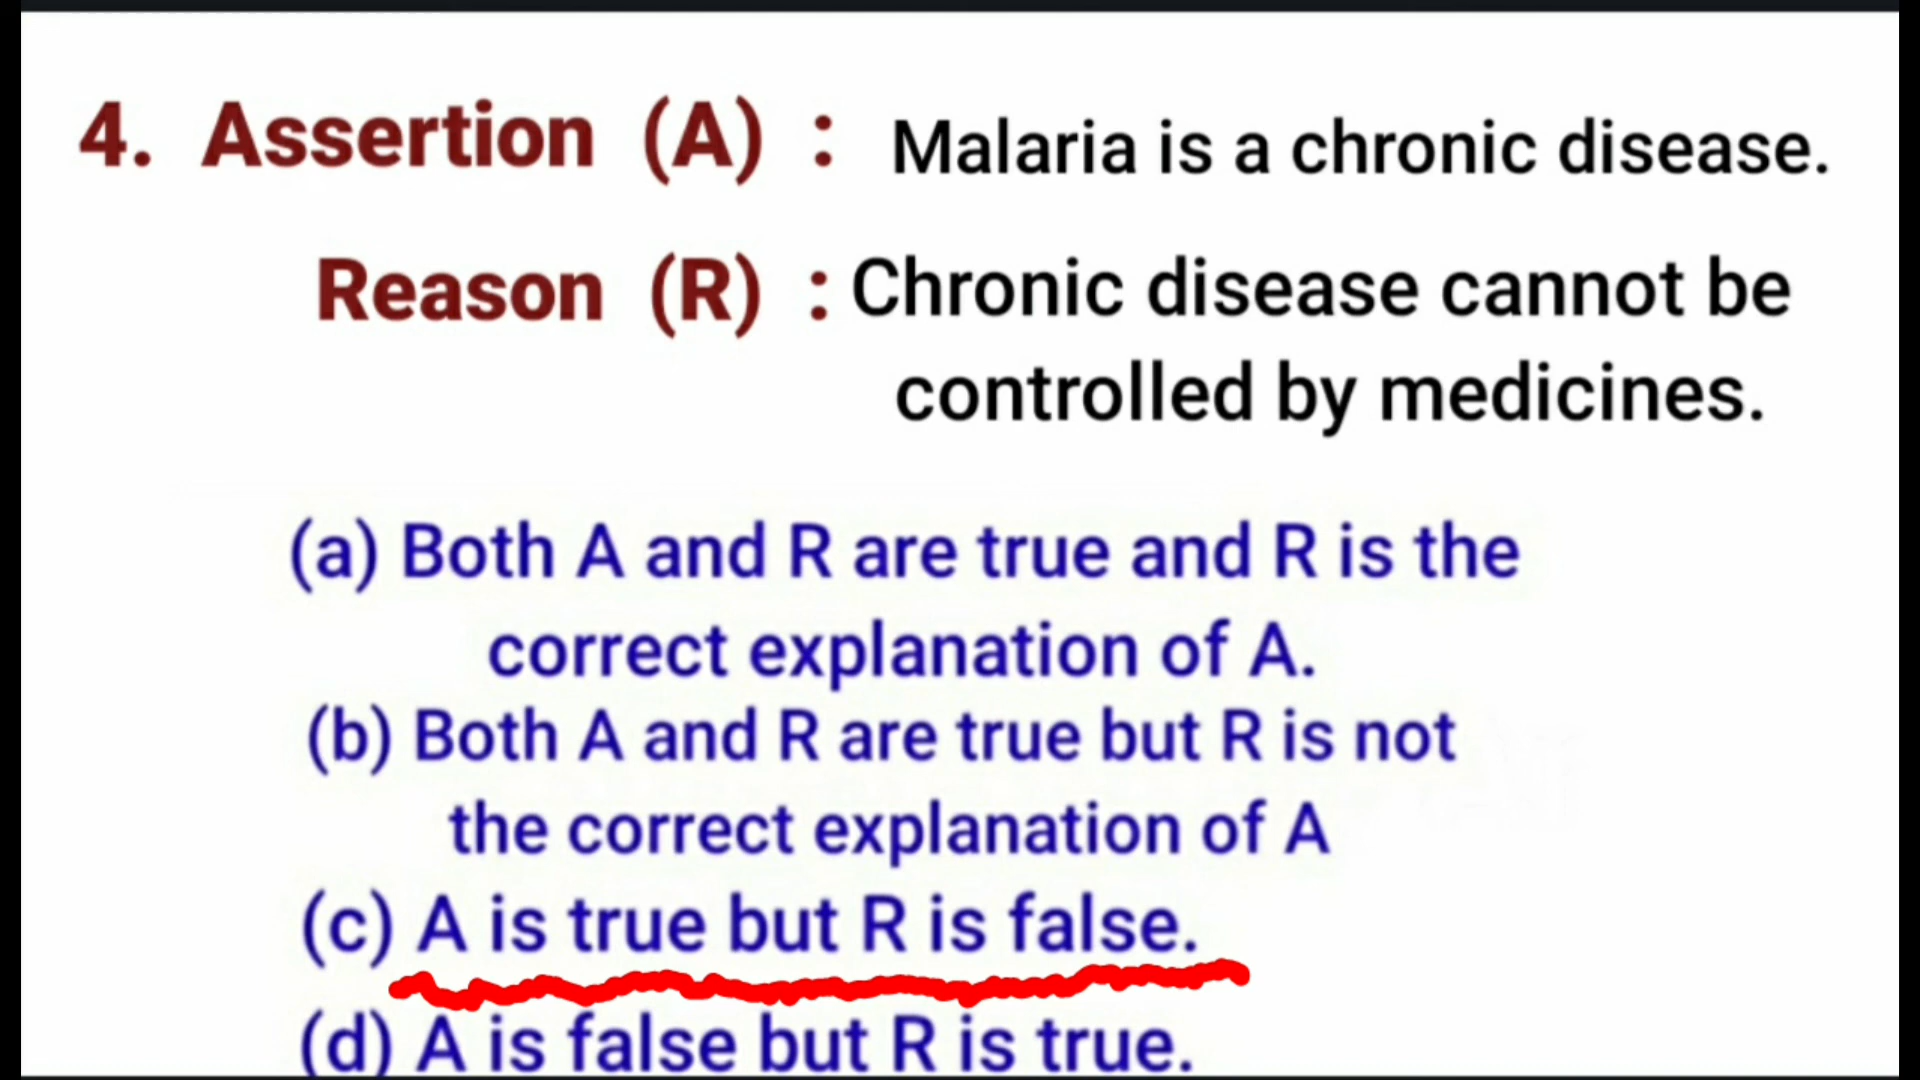 4. Assertion (A) : Malaria is a chronic disease.
Reason (R) : Chronic disease cannot be
controlled by medicines.
(a) Both A and R are true and R is the
correct explanation of A.
(b) Both A and R are true but R is not
the correct explanation of A
(c) A is true but R is false.
(d) A is false but R is true.